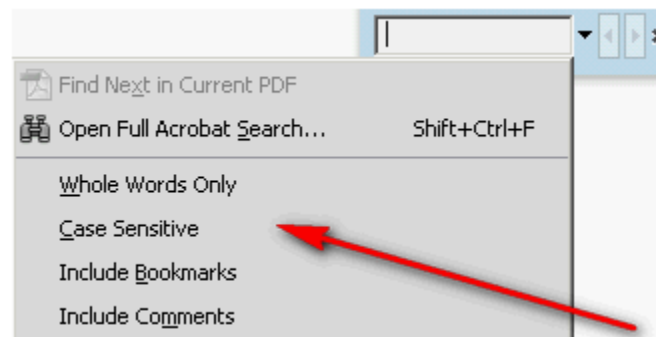 Find Next in Current PDF
Open Full Acrobat Search... Shift+Ctrl+F
Whole Words Only
Case Sensitive
Include Bookmarks
Include Comments